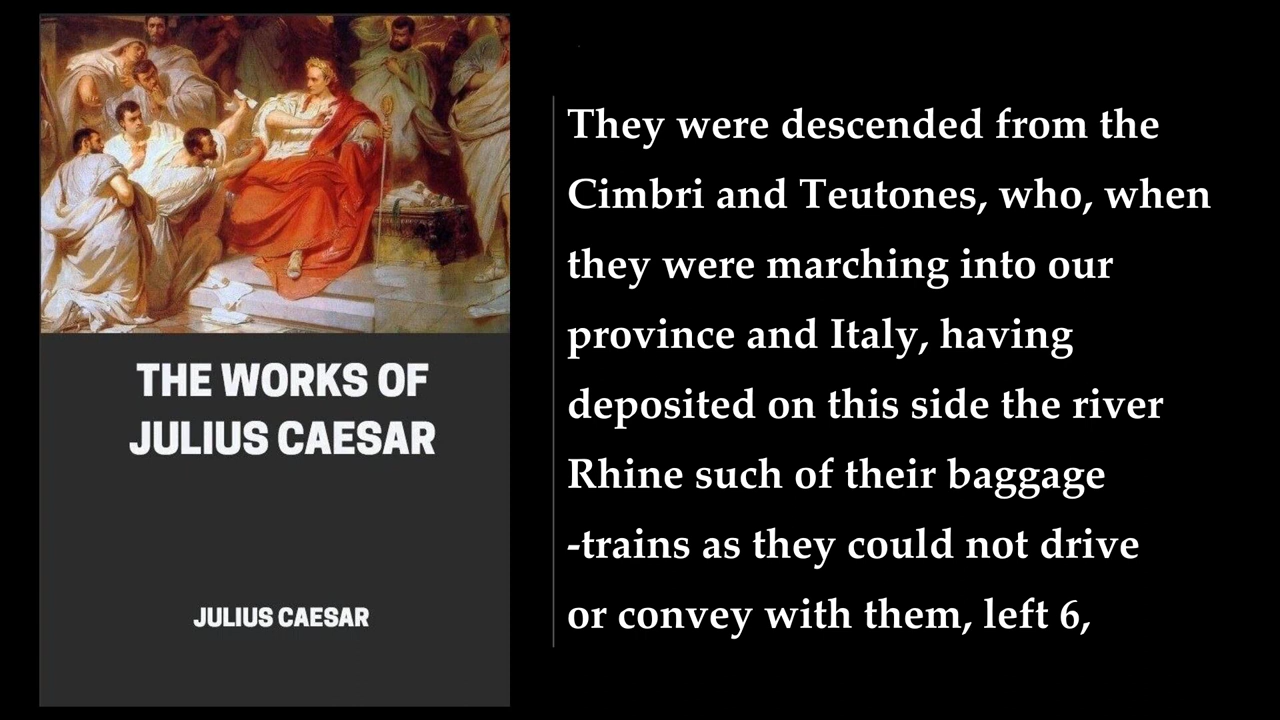 THE WORKS OF
JULIUS CAESAR
JULIUS CAESAR
They were descended from the
Cimbri and Teutones, who, when
they were marching into our
province and Italy, having
deposited on this side the river
Rhine such of their baggage
-trains as they could not drive
or convey with them, left 6,